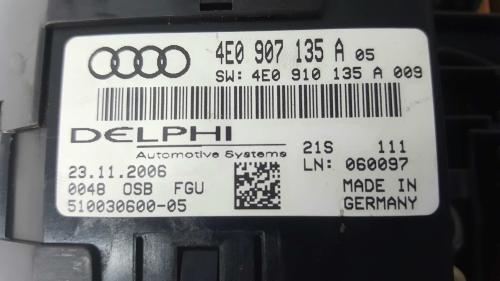 4E0 907 135 A 05
SW: 4E0 910 135 A 009
DELPHI
Automotive Systems
21S 111
LN: 060097
23.11.2006
0048 OSB FGU
510030600-05
MADE IN
GERMANY